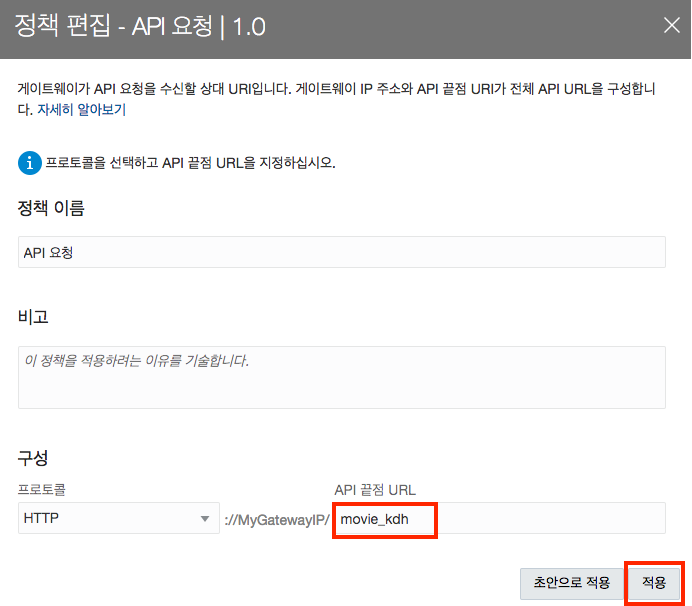 정책 편집 - API 요청 | 1.0
게이트웨이가 API 요청을 수신할 상대 URI입니다. 게이트웨이 IP 주소와 API 끝점 URI가 전체 API URL을 구성합니
다. 자세히 알아보기
프로토콜을 선택하고 API 끝점 URL을 지정하십시오.
정책 이름
API 요청
비고
이 정책을 적용하려는 이유를 기술합니다.
구성
프로토콜 API 끝점 URL
HTTP ://MyGatewayIP/ movie_kdh
초안으로 적용 적용